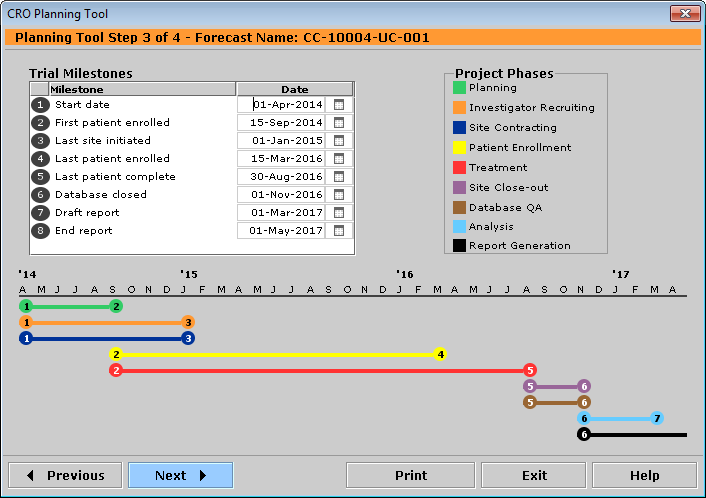 CRO Planning Tool
Planning Tool Step 3 of 4 - Forecast Name: CC-10004-UC-001
Trial Milestones
Milestone Date
1 Start date 01-Apr-2014
2 First patient enrolled 15-Sep-2014
3 Last site initiated 01-Jan-2015
4 Last patient enrolled 15-Mar-2016
5 Last patient complete 30-Aug-2016
6 Database closed 01-Nov-2016
7 Draft report 01-Mar-2017
8 End report 01-May-2017
Project Phases
Planning
Investigator Recruiting
Site Contracting
Patient Enrollment
Treatment
Site Close-out
Database QA
Analysis
Report Generation
'14 '15 '16 '17
A M J J A S O N D J F M A M J J A S O N D J F M A M J J A S O N D J F M A
1 2
1 3
1 3
2 4
2 5
5 6
5 6
6 7
6
Previous Next Print Exit Help